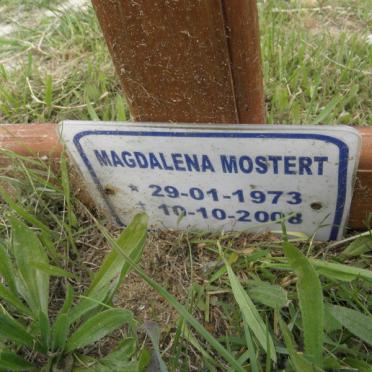 MAGDALENA MOSTERT
* 29-01-1973
† 10-10-2008